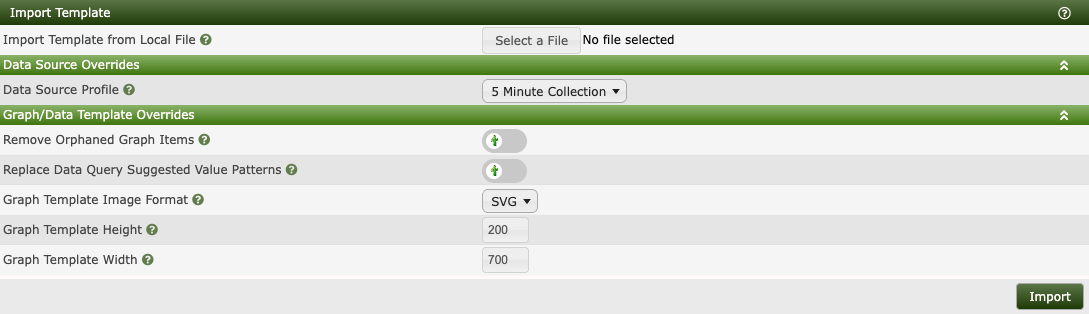 Import Template
Import Template from Local File Select a File No file selected
Data Source Overrides
Data Source Profile 5 Minute Collection
Graph/Data Template Overrides
Remove Orphaned Graph Items
Replace Data Query Suggested Value Patterns
Graph Template Image Format SVG
Graph Template Height 200
Graph Template Width 700
Import